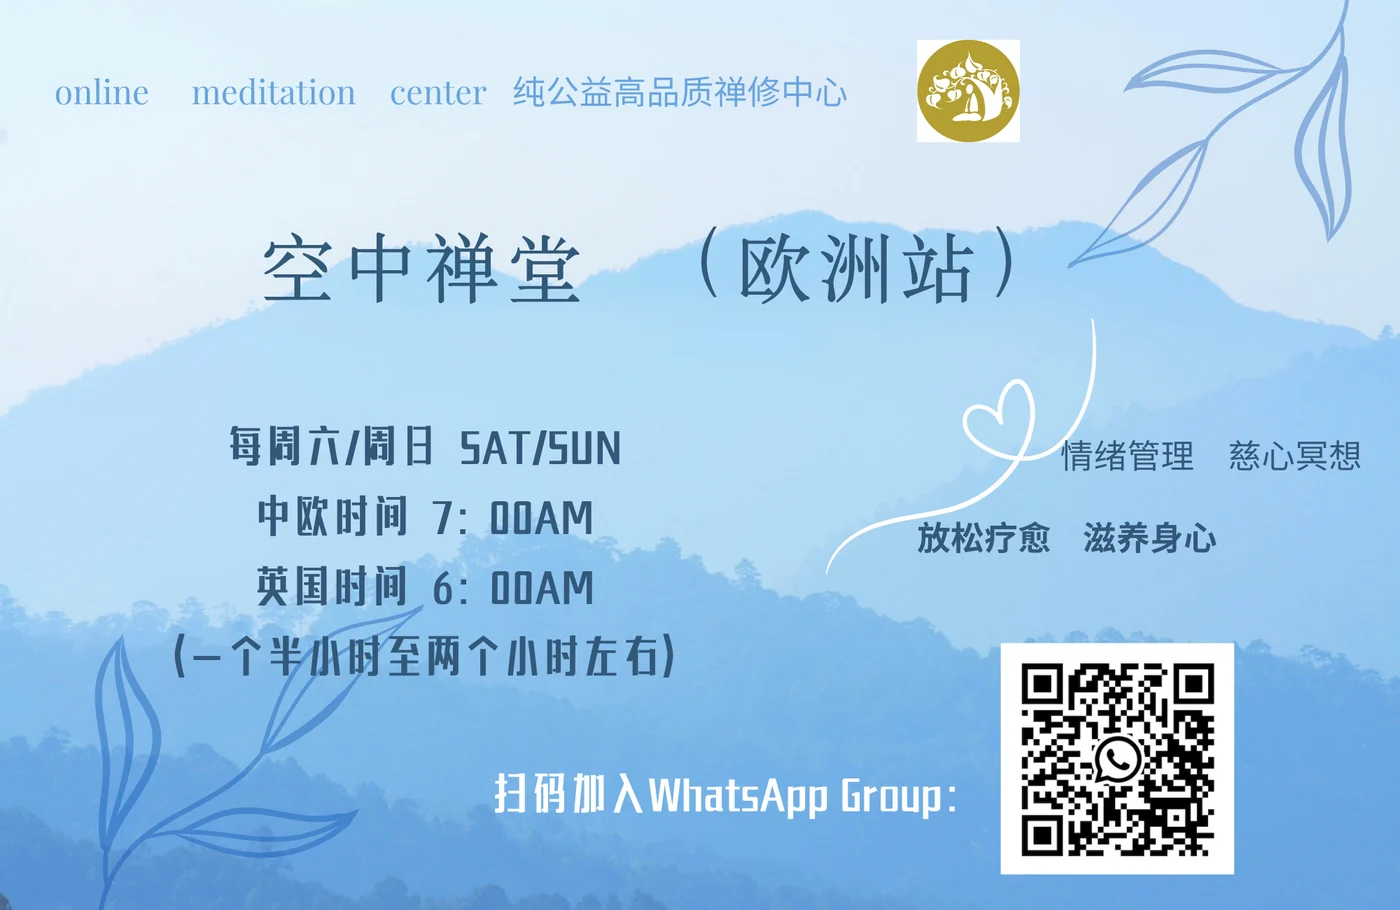 online meditation center 纯公益高品质禅修中心
空中禅堂 （欧洲站）
每周六/周日 SAT/SUN
中欧时间 7：00AM
英国时间 6：00AM
(一个半小时至两个小时左右)
情绪管理 慈心冥想
放松疗愈 滋养身心
扫码加入WhatsApp Group：